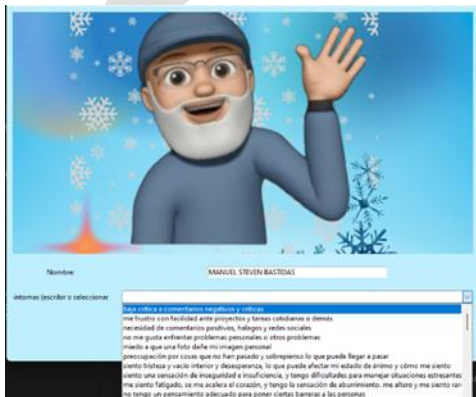 Nombre
MANUEL STEVEN BASTIDAS
intomas (escribir o seleccionar
baja crítica o comentarios negativos y críticas
me frustro con facilidad ante proyectos y tareas cotidianas o demás
necesidad de comentarios positivos, halagos y redes sociales
no me gusta enfrentar problemas personales o otros problemas
miedo a que una foto dañe mi imagen personal
preocupación por cosas que no han pasado y sobrepienso lo que puede llegar a pasar
siento tristeza y vacío interior y desesperanza, lo que puede afectar mi estado de ánimo y cómo me siento
siento una sensación de inseguridad e insuficiencia, y tengo dificultades para manejar situaciones estresantes
me siento fatigado, se me acelera el corazón, y tengo la sensación de aburrimiento. me altero y me siento
no tengo un pensamiento adecuado para poner ciertas barreras a las personas